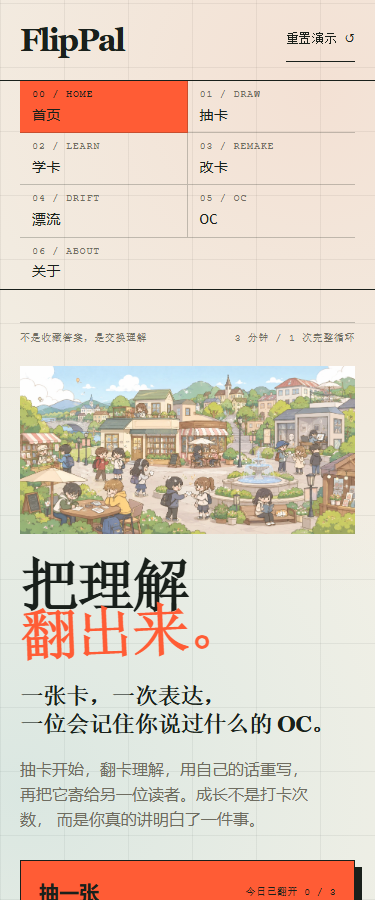 FlipPal
重置演示 ↺
00 / HOME
首页
01 / DRAW
抽卡
02 / LEARN
学卡
03 / REMAKE
改卡
04 / DRIFT
漂流
05 / OC
OC
06 / ABOUT
关于
不是收藏答案，是交换理解
3 分钟 / 1 次完整循环
把理解
翻出来。
一张卡，一次表达，
一位会记住你说过什么的 OC。
抽卡开始，翻卡理解，用自己的话重写，
再把它寄给另一位读者。成长不是打卡次
数， 而是你真的讲明白了一件事。
抽一张
今日已翻开 0 / 3